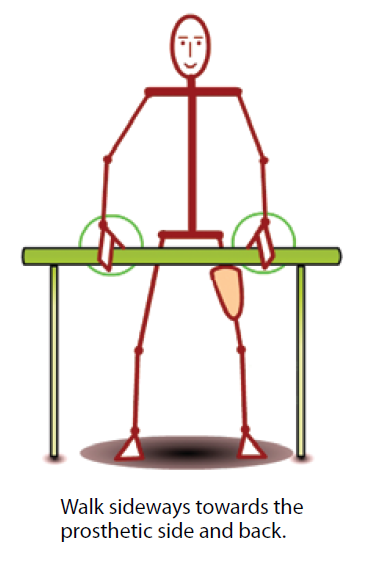 Walk sideways towards the
prosthetic side and back.